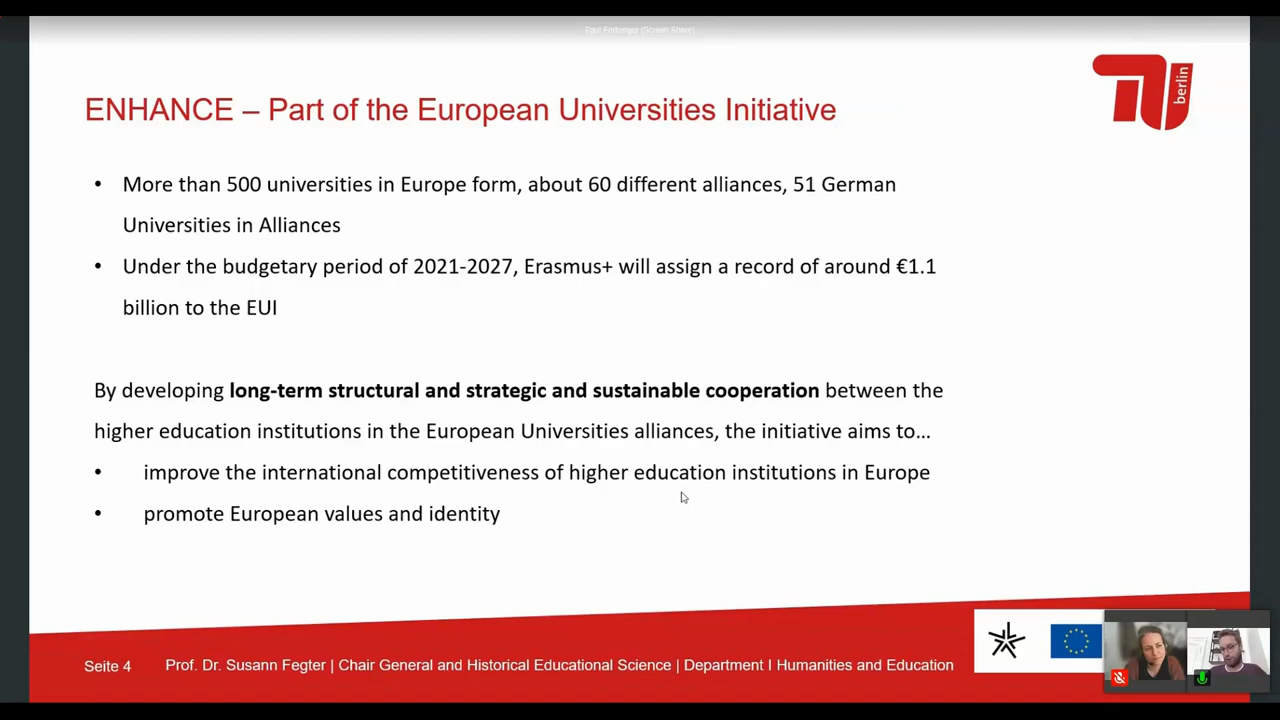 Paul Forberger (Screen Share)
ENHANCE – Part of the European Universities Initiative
berlin
• More than 500 universities in Europe form, about 60 different alliances, 51 German
Universities in Alliances
• Under the budgetary period of 2021-2027, Erasmus+ will assign a record of around €1.1
billion to the EUI
By developing long-term structural and strategic and sustainable cooperation between the
higher education institutions in the European Universities alliances, the initiative aims to…
• improve the international competitiveness of higher education institutions in Europe
• promote European values and identity
Seite 4 Prof. Dr. Susann Fegter | Chair General and Historical Educational Science | Department I Humanities and Education